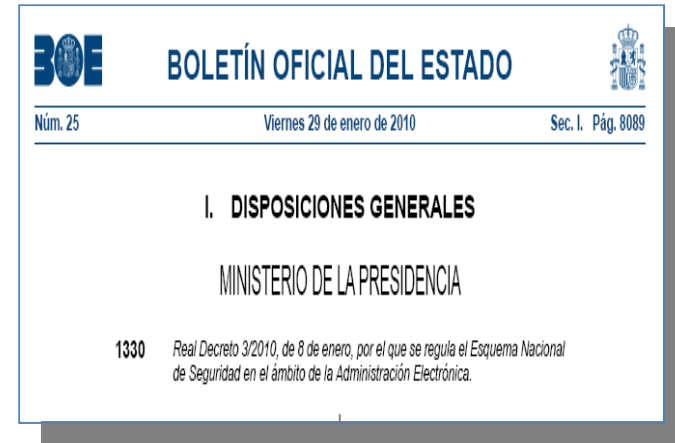 BOE
BOLETÍN OFICIAL DEL ESTADO
Núm. 25 Viernes 29 de enero de 2010 Sec. I. Pág. 8089
I. DISPOSICIONES GENERALES
MINISTERIO DE LA PRESIDENCIA
1330 Real Decreto 3/2010, de 8 de enero, por el que se regula el Esquema Nacional
de Seguridad en el ámbito de la Administración Electrónica.